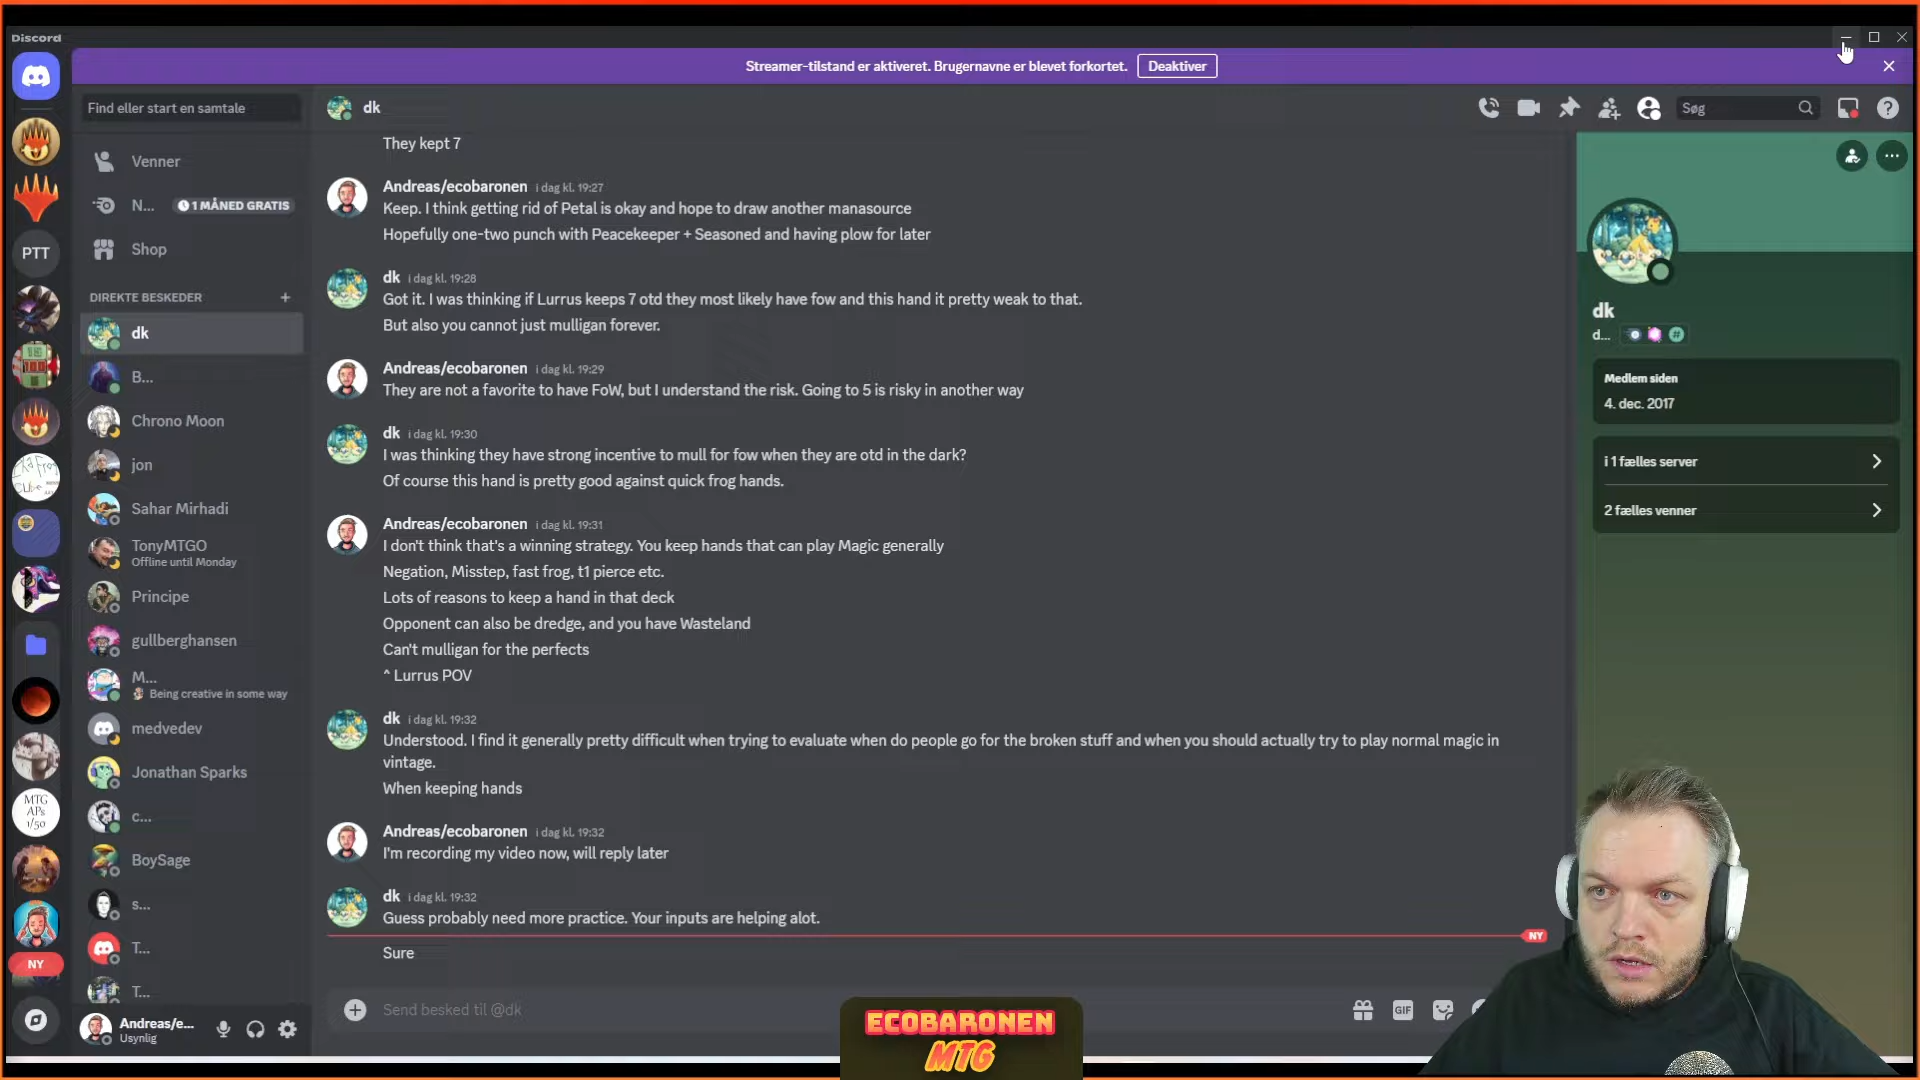 Discord
Streamer-tilstand er aktiveret. Brugernavne er blevet forkortet.
Deaktiver
Find eller start en samtale
dk
Søg
Venner
N...
1 MÅNED GRATIS
Shop
DIREKTE BESKEDER
dk
B...
Chrono Moon
jon
Sahar Mirhadi
TonyMTGO
Offline until Monday
Principe
gullberghansen
M...
Being creative in some way
medvedev
Jonathan Sparks
c...
BoySage
s...
T...
T...
Andreas/e...
Usynlig
PTT
MTG
APs
1/50
NY
They kept 7
Andreas/ecobaronen i dag kl. 19:27
Keep. I think getting rid of Petal is okay and hope to draw another manasource
Hopefully one-two punch with Peacekeeper + Seasoned and having plow for later
dk i dag kl. 19:28
Got it. I was thinking if Lurrus keeps 7 otd they most likely have fow and this hand it pretty weak to that.
But also you cannot just mulligan forever.
Andreas/ecobaronen i dag kl. 19:29
They are not a favorite to have FoW, but I understand the risk. Going to 5 is risky in another way
dk i dag kl. 19:30
I was thinking they have strong incentive to mull for fow when they are otd in the dark?
Of course this hand is pretty good against quick frog hands.
Andreas/ecobaronen i dag kl. 19:31
I don't think that's a winning strategy. You keep hands that can play Magic generally
Negation, Misstep, fast frog, t1 pierce etc.
Lots of reasons to keep a hand in that deck
Opponent can also be dredge, and you have Wasteland
Can't mulligan for the perfects
^ Lurrus POV
dk i dag kl. 19:32
Understood. I find it generally pretty difficult when trying to evaluate when do people go for the broken stuff and when you should actually try to play normal magic in
vintage.
When keeping hands
Andreas/ecobaronen i dag kl. 19:32
I'm recording my video now, will reply later
dk i dag kl. 19:32
Guess probably need more practice. Your inputs are helping alot.
NY
Sure
Send besked til @dk
GIF
dk
d...
Medlem siden
4. dec. 2017
i 1 fælles server
2 fælles venner
ECOBARONEN
MTG